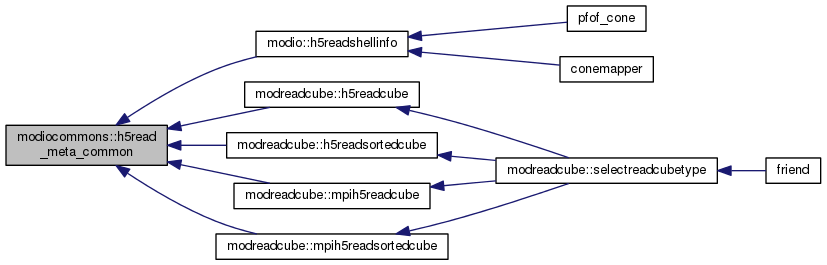 modiocommons::h5read
_meta_common
modio::h5readshellinfo
pfof_cone
conemapper
modreadcube::h5readcube
modreadcube::h5readsortedcube
modreadcube::mpih5readcube
modreadcube::mpih5readsortedcube
modreadcube::selectreadcubetype
friend